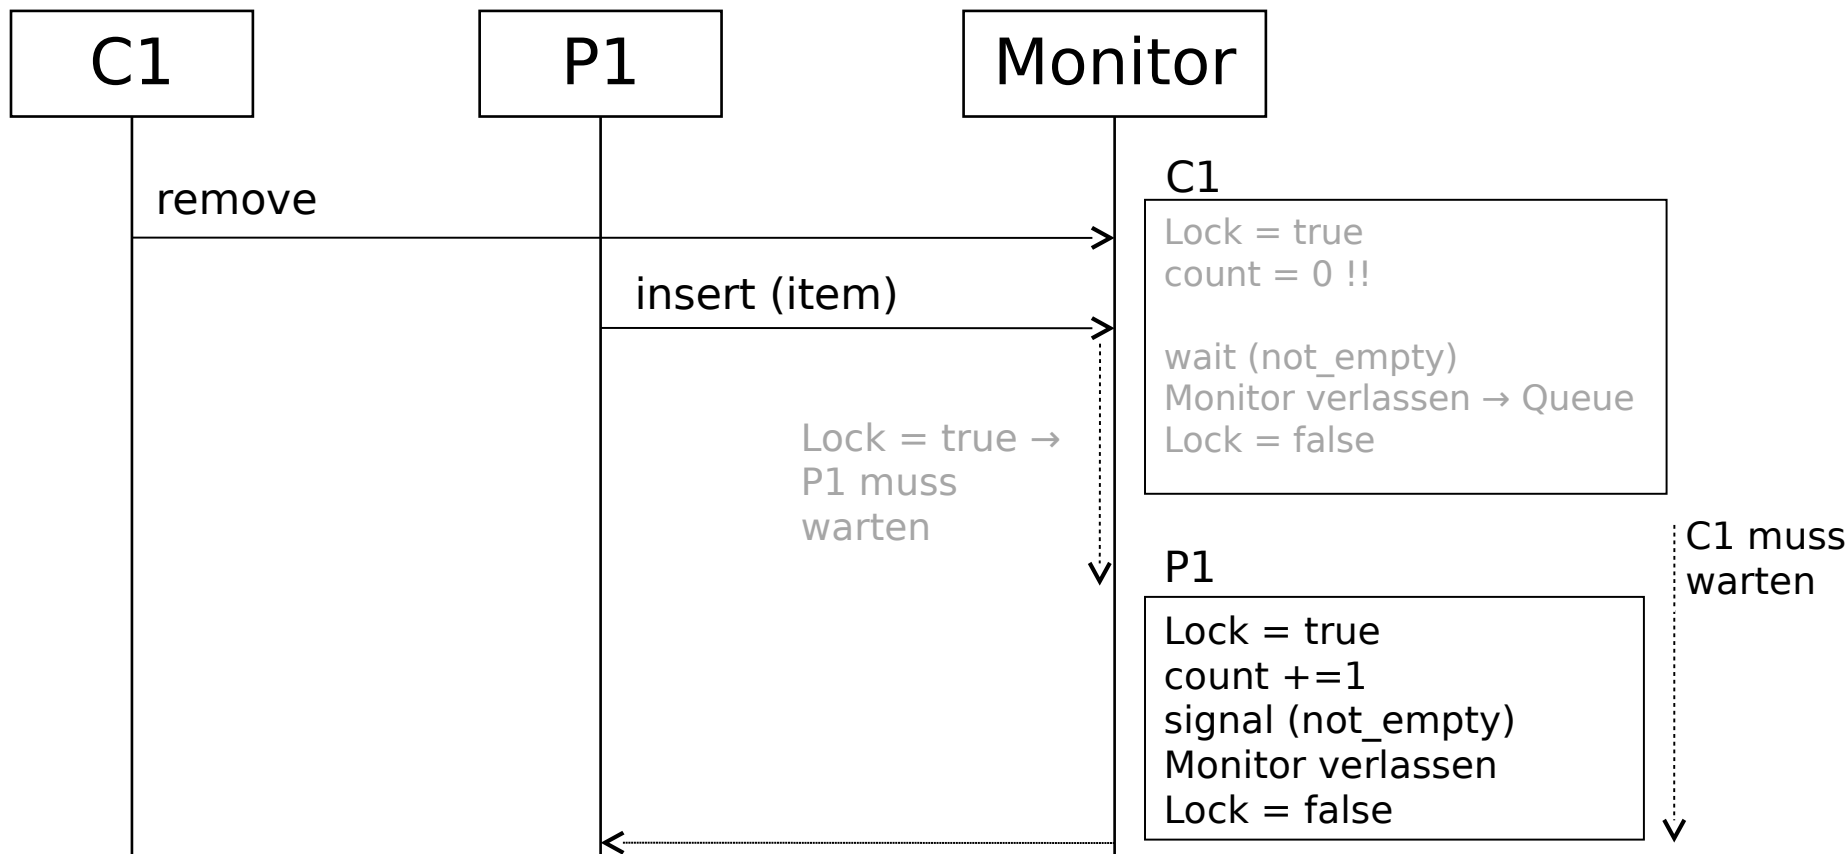 C1
P1
Monitor
remove
insert (item)
Lock = true →
P1 muss
warten
C1
Lock = true
count = 0 !!
wait (not_empty)
Monitor verlassen → Queue
Lock = false
C1 muss
warten
P1
Lock = true
count +=1
signal (not_empty)
Monitor verlassen
Lock = false